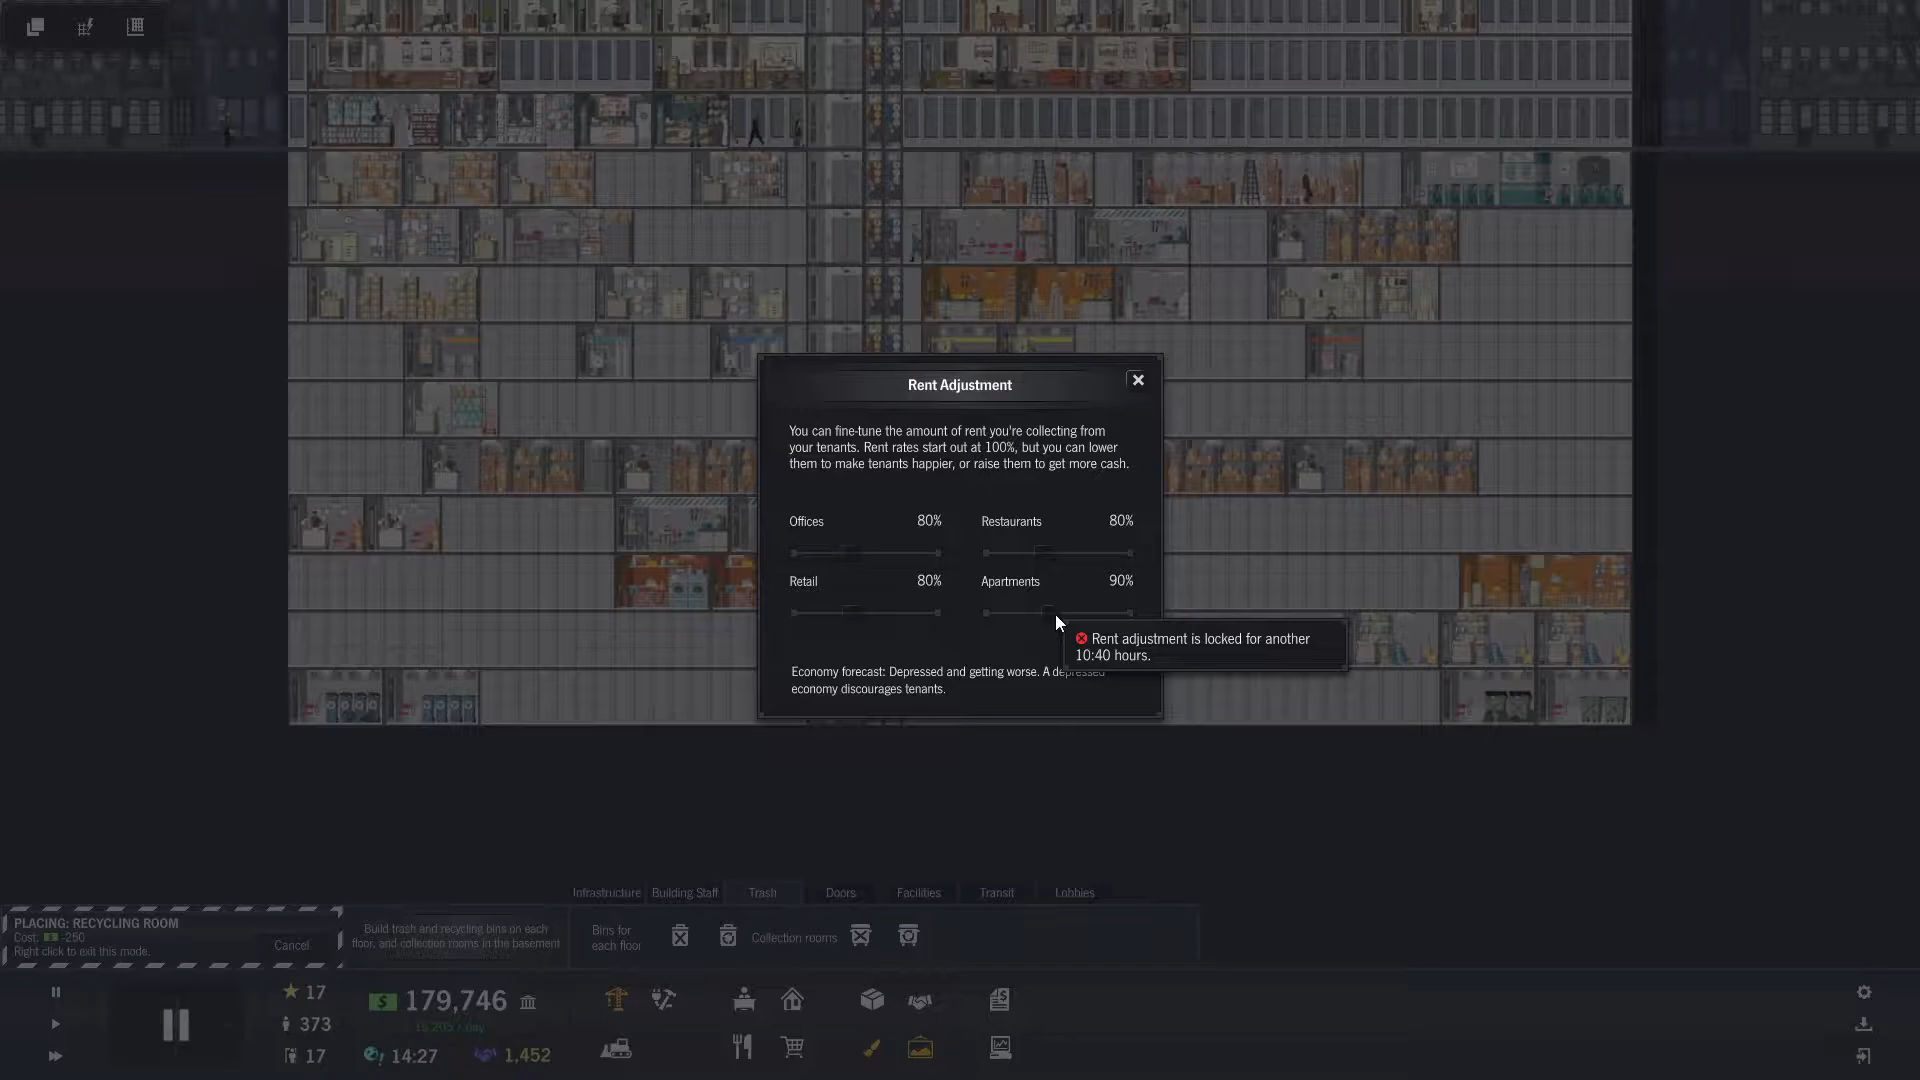 Rent Adjustment
You can fine-tune the amount of rent you're collecting from
your tenants. Rent rates start out at 100%, but you can lower
them to make tenants happier, or raise them to get more cash.
Offices 80%
Restaurants 80%
Retail 80%
Apartments 90%
Rent adjustment is locked for another
10:40 hours.
Economy forecast: Depressed and getting worse. A depressed
economy discourages tenants.
Infrastructure
Building Staff
Trash
Doors
Facilities
Transit
Lobbies
PLACING: RECYCLING ROOM
Cost: -250
Right click to exit this mode.
Cancel
Build trash and recycling bins on each
floor, and collection rooms in the basement
Bins for
each floor
Collection rooms
17
373
17
179,746
14:27
1,452